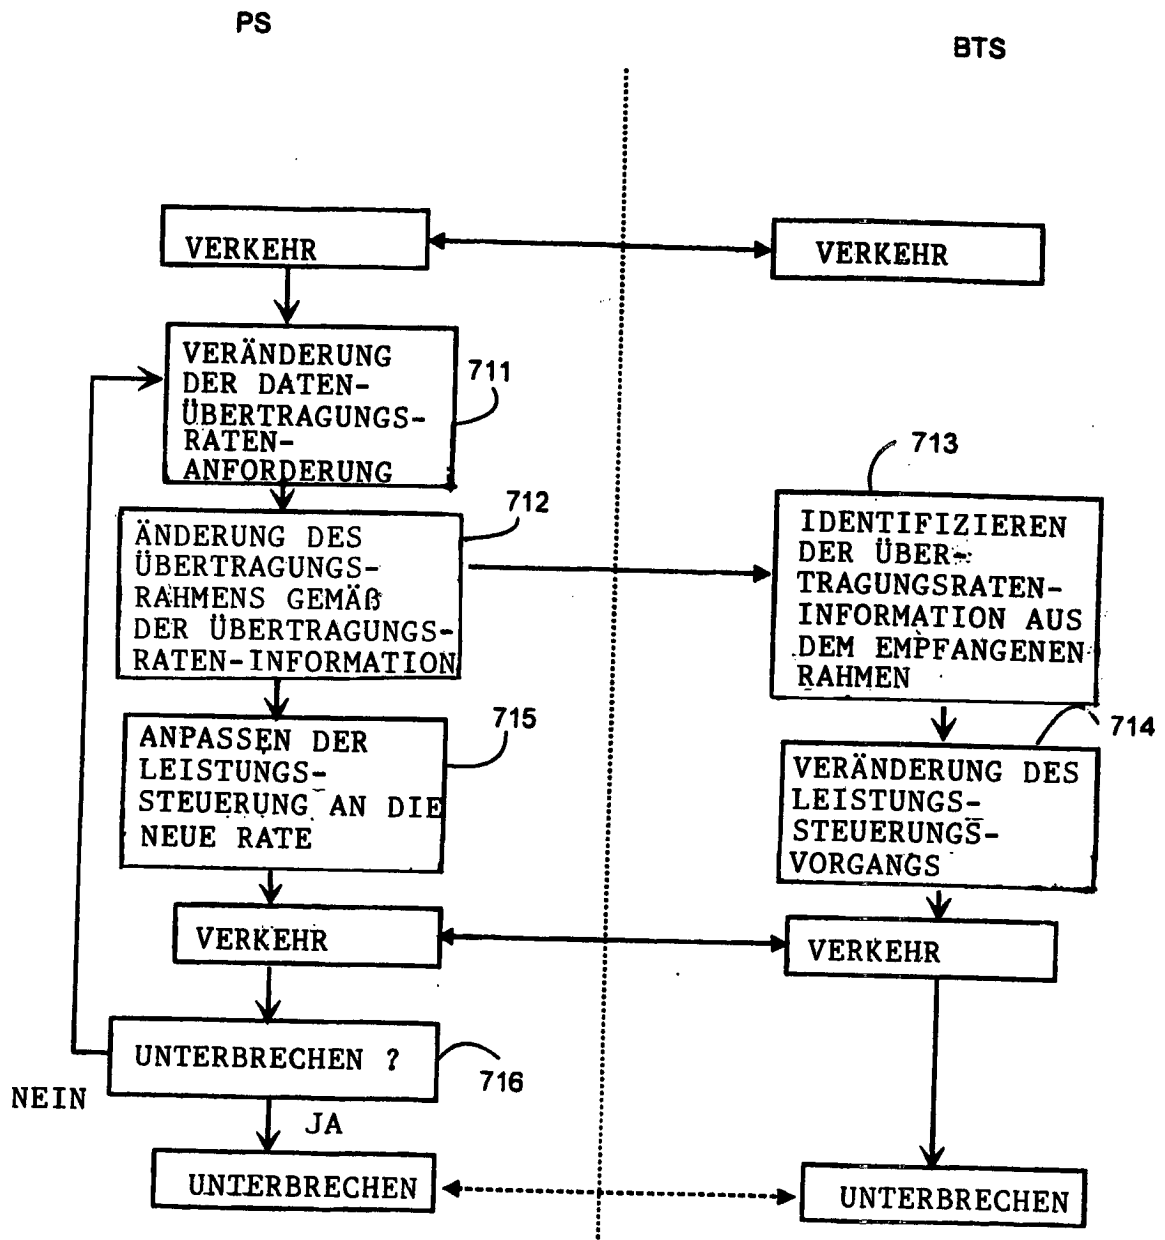 PS
BTS
VERKEHR
VERKEHR
VERÄNDERUNG
DER DATEN-
ÜBERTRAGUNGS-
RATEN-
ANFORDERUNG
711
ÄNDERUNG DES
ÜBERTRAGUNGS-
RAHMENS GEMÄß
DER ÜBERTRAGUNGS-
RATEN-INFORMATION
712
713
IDENTIFIZIEREN
DER ÜBER-
TRAGUNGSRATEN-
INFORMATION AUS
DEM EMPFANGENEN
RAHMEN
ANPASSEN DER
LEISTUNGS-
STEUERUNG AN DIE
NEUE RATE
715
714
VERÄNDERUNG DES
LEISTUNGS-
STEUERUNGS-
VORGANGS
VERKEHR
VERKEHR
UNTERBRECHEN ?
716
NEIN
JA
UNTERBRECHEN
UNTERBRECHEN